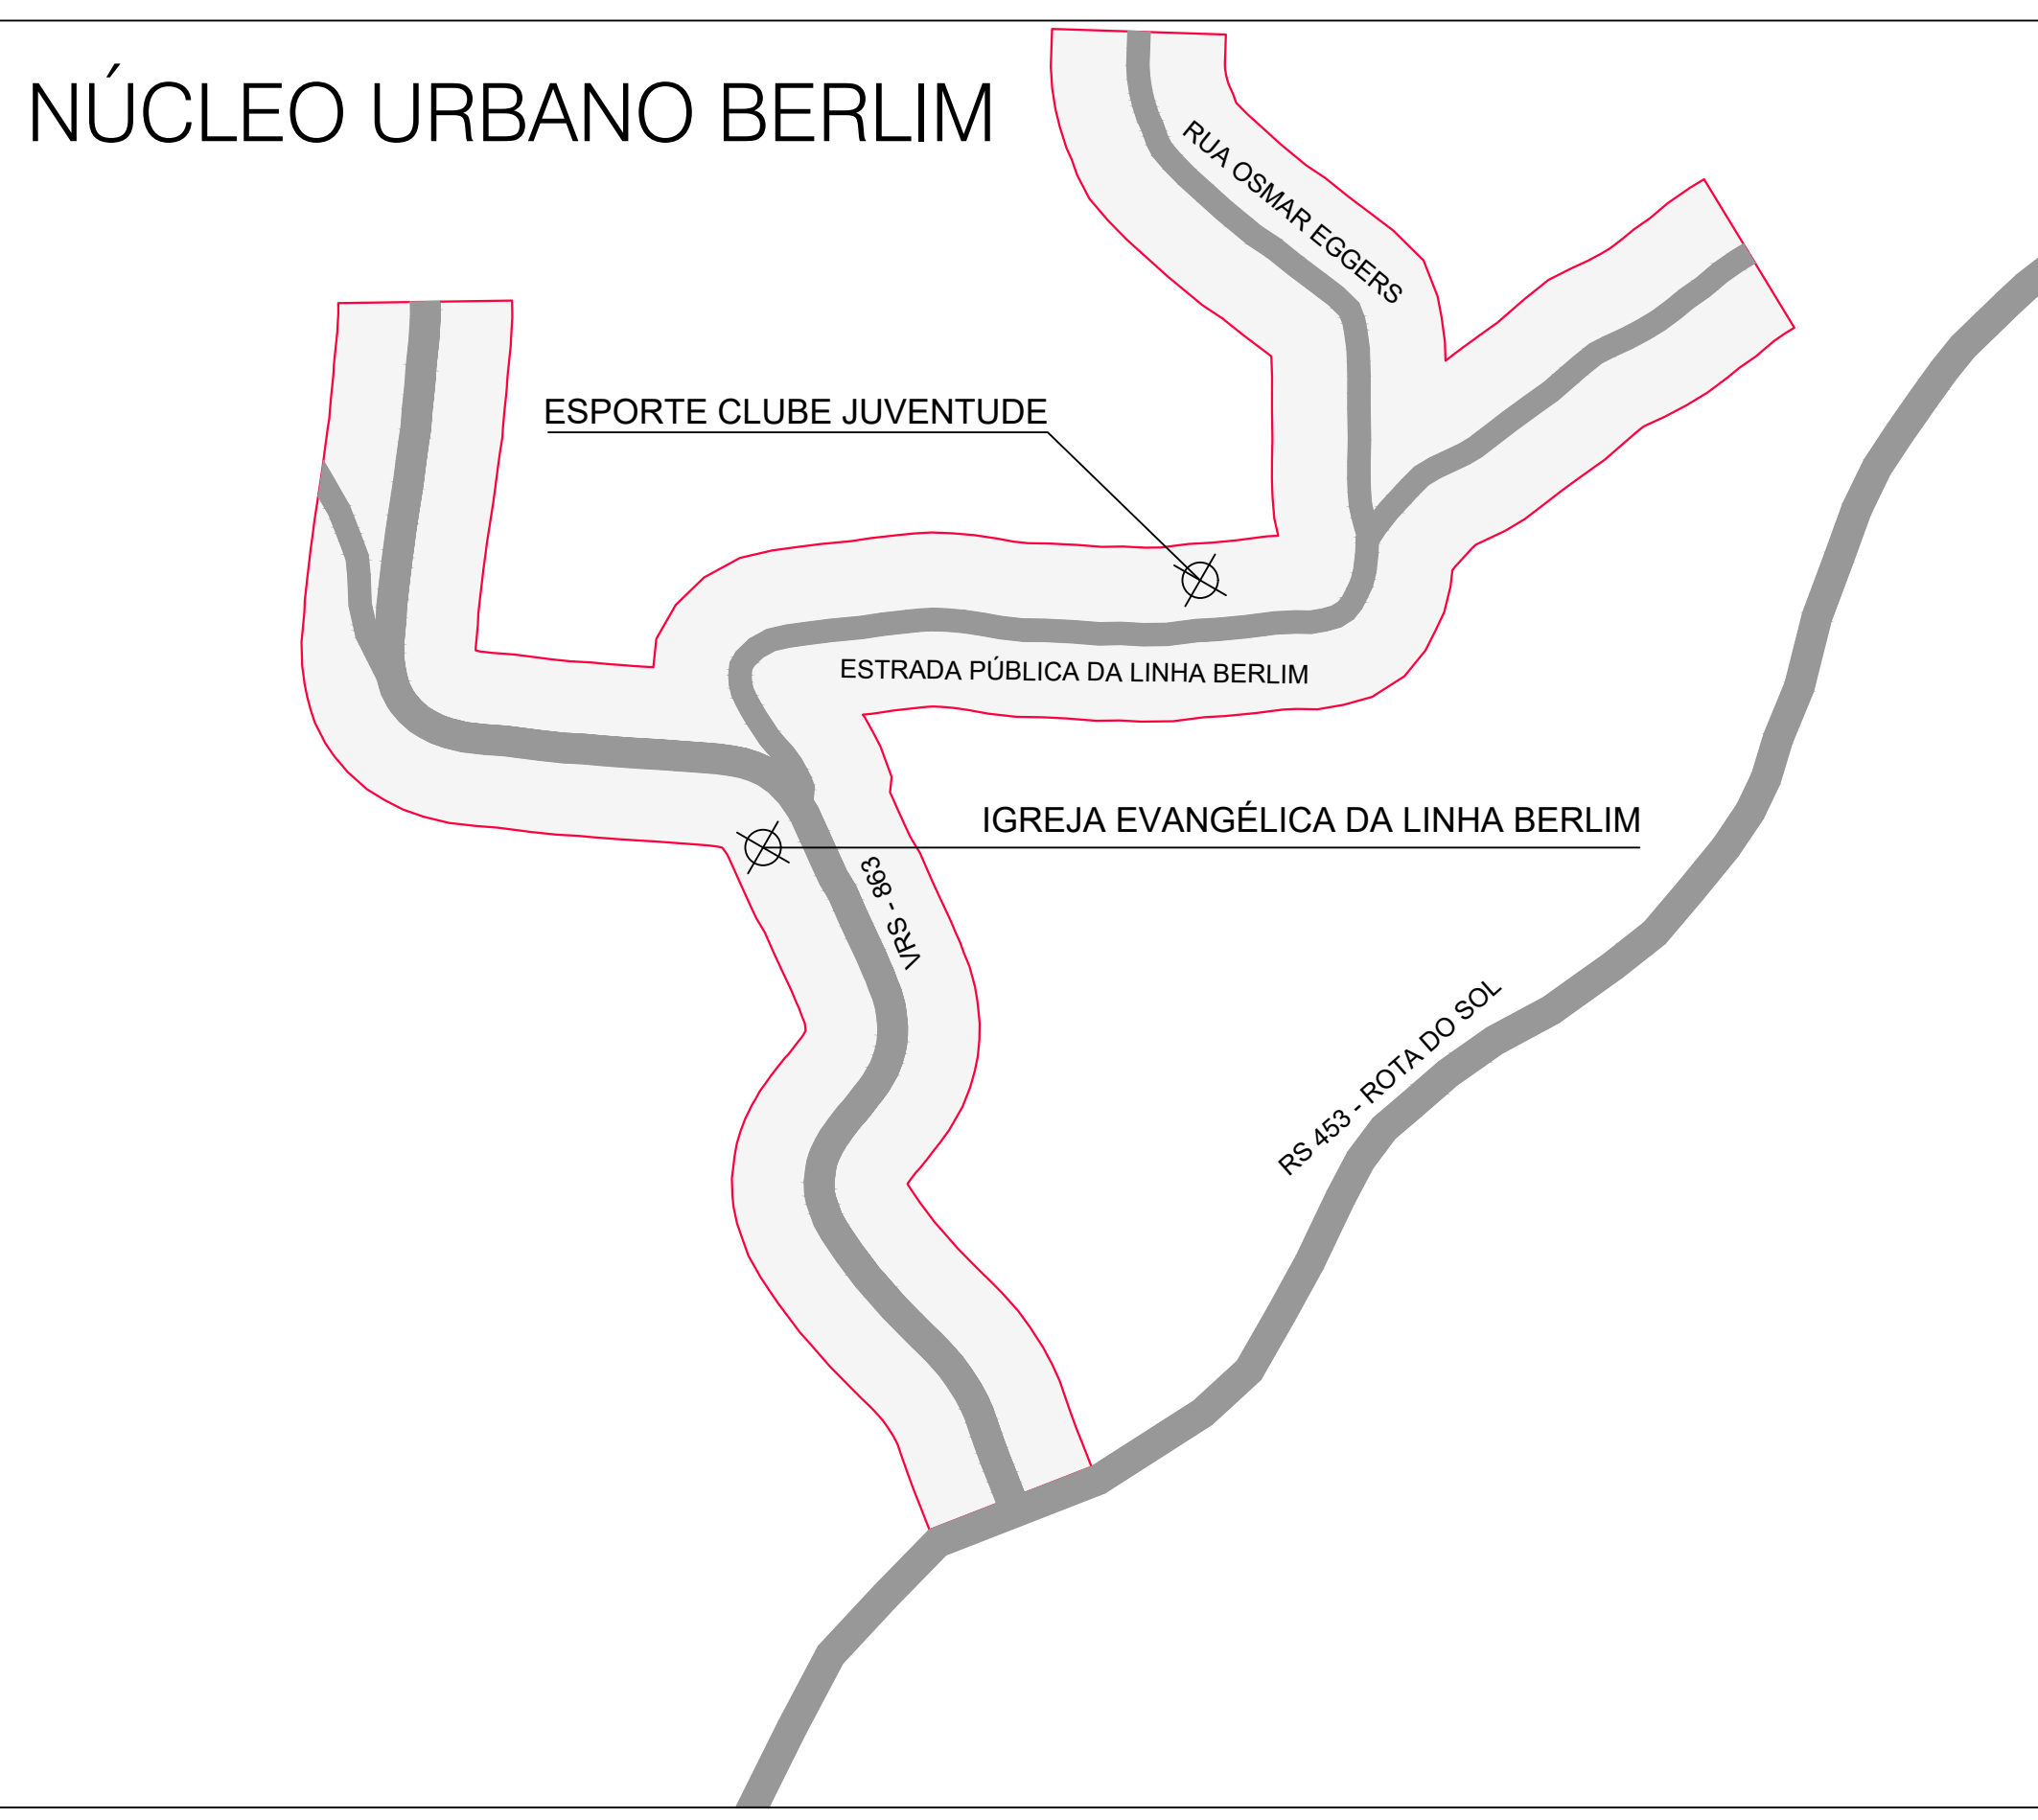 NÚCLEO URBANO BERLIM
RUA OSMAR EGGERS
ESPORTE CLUBE JUVENTUDE
ESTRADA PÚBLICA DA LINHA BERLIM
IGREJA EVANGÉLICA DA LINHA BERLIM
VRS - 863
RS 453 - ROTA DO SOL